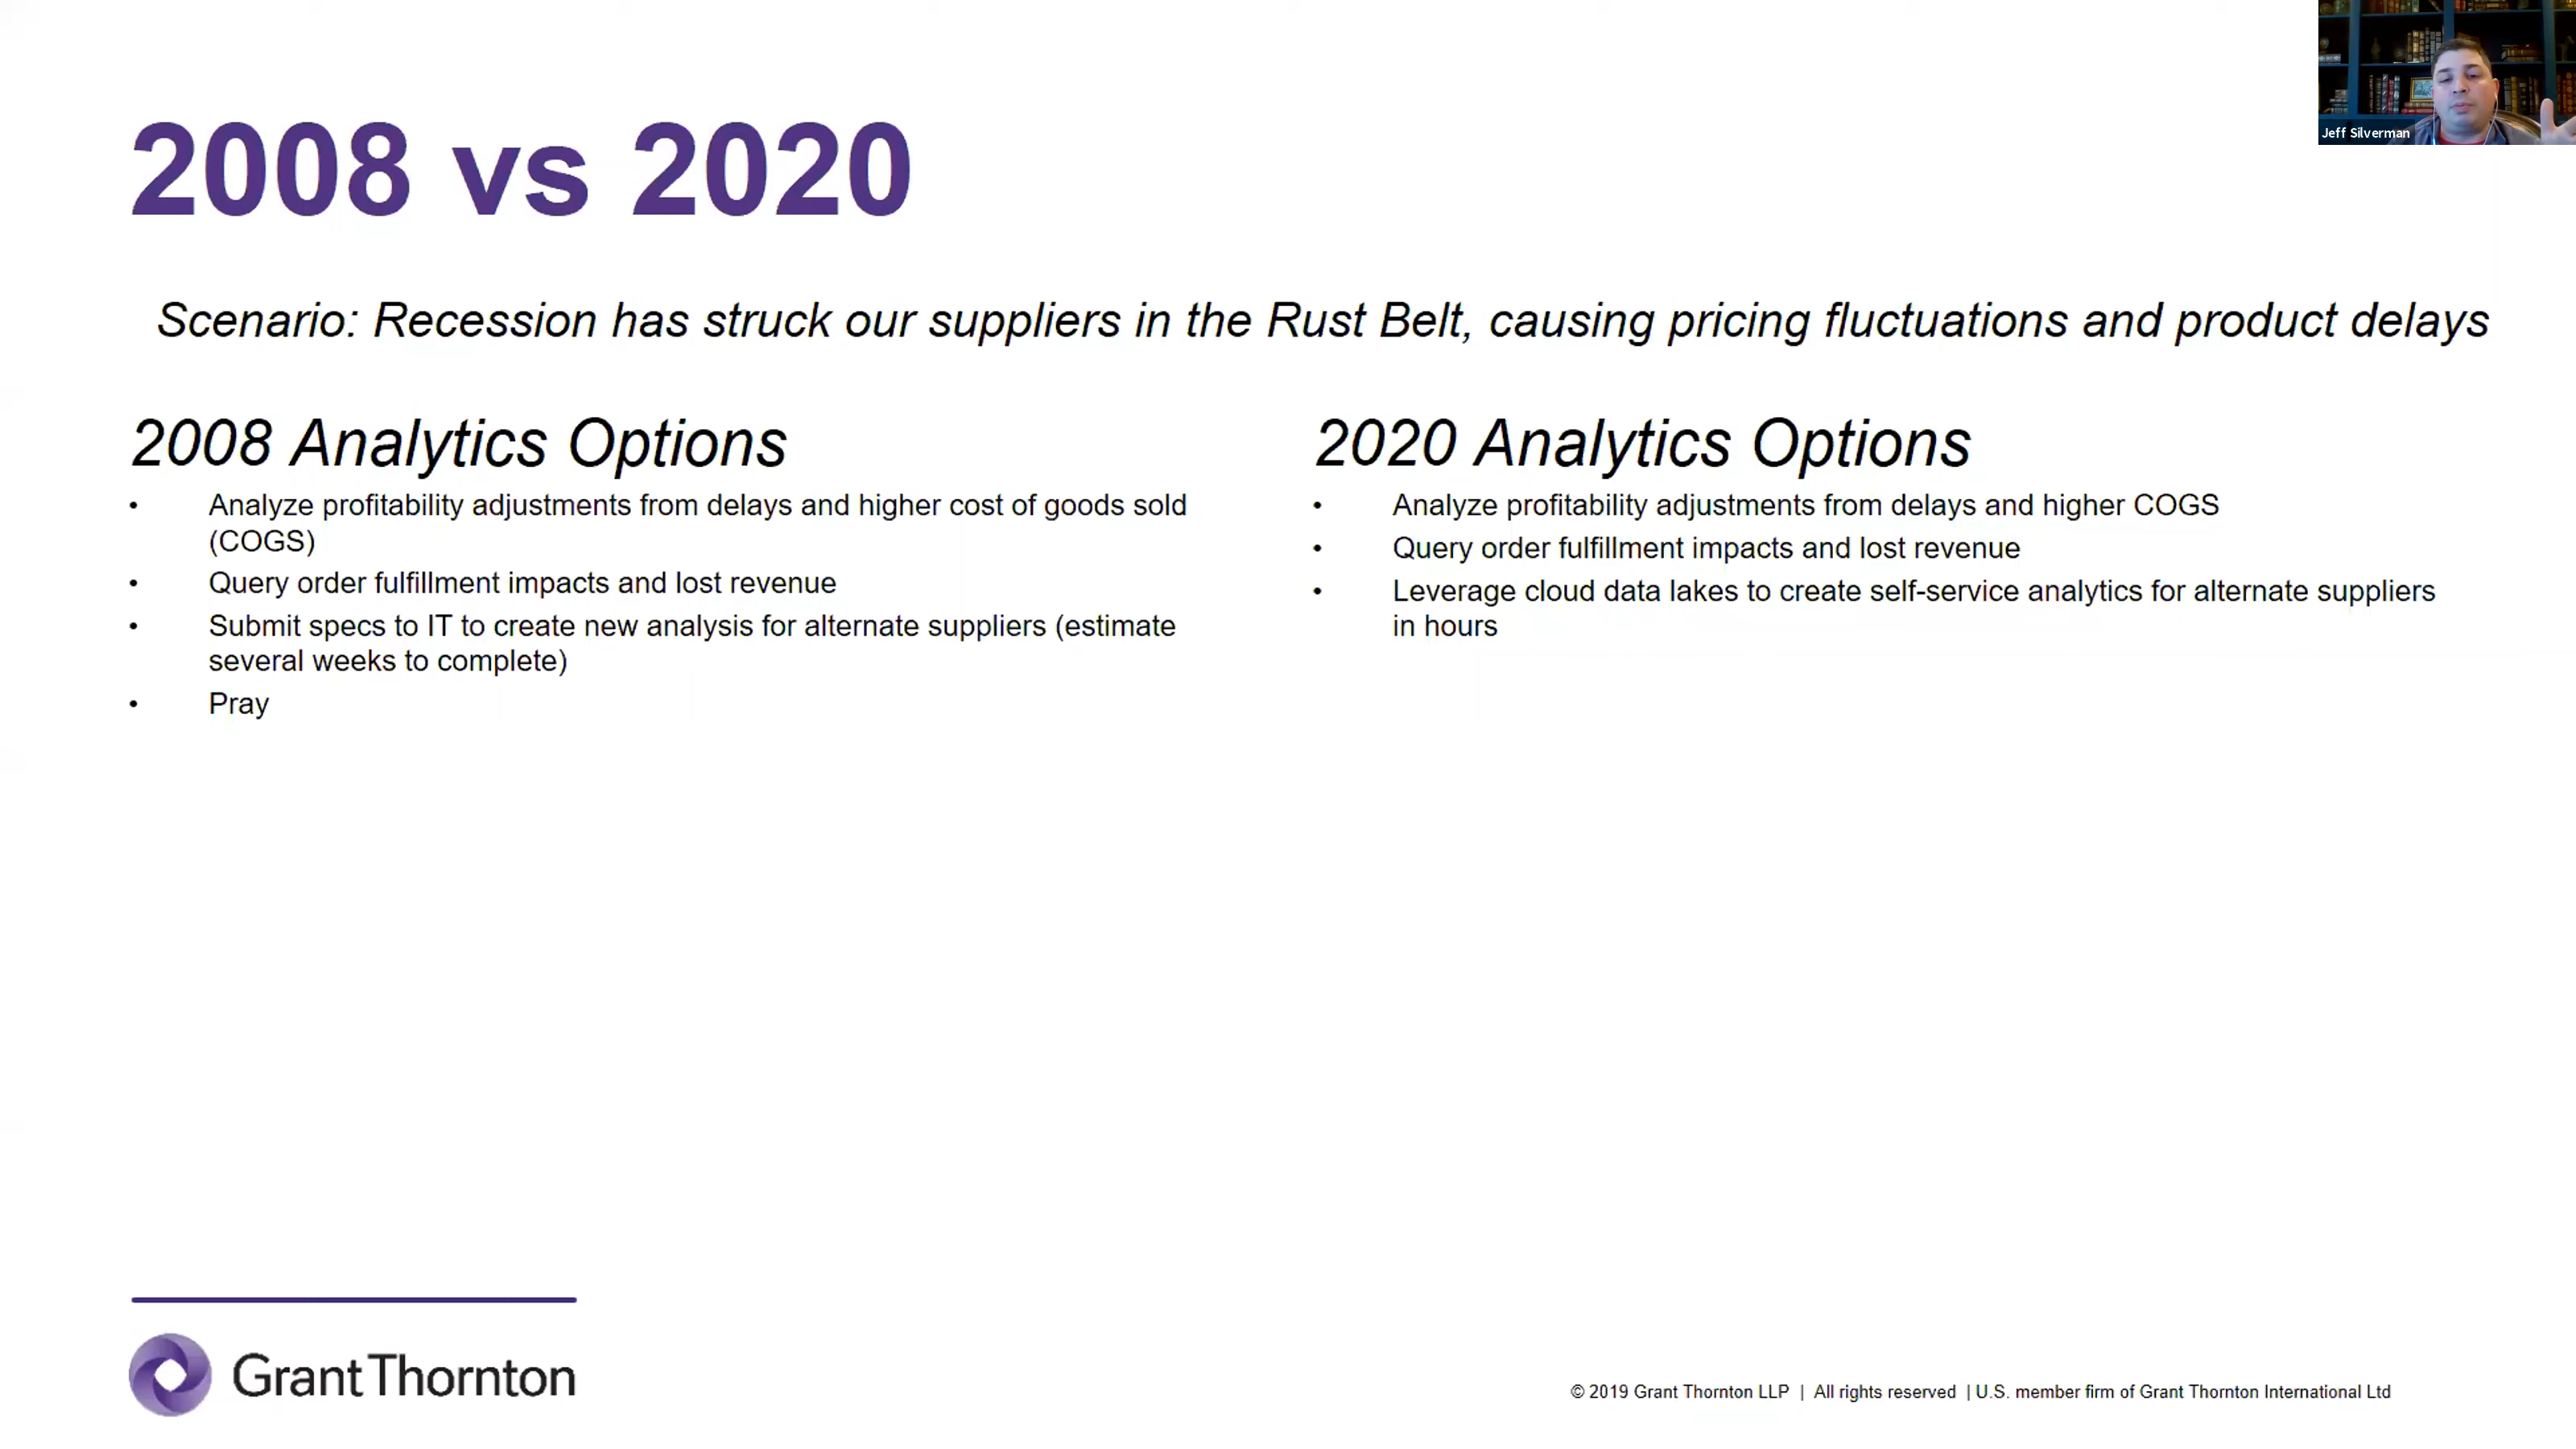 Jeff Silverman
2008 vs 2020
Scenario: Recession has struck our suppliers in the Rust Belt, causing pricing fluctuations and product delays
2008 Analytics Options
• Analyze profitability adjustments from delays and higher cost of goods sold
(COGS)
• Query order fulfillment impacts and lost revenue
• Submit specs to IT to create new analysis for alternate suppliers (estimate
several weeks to complete)
• Pray
2020 Analytics Options
• Analyze profitability adjustments from delays and higher COGS
• Query order fulfillment impacts and lost revenue
• Leverage cloud data lakes to create self-service analytics for alternate suppliers
in hours
Grant Thornton
© 2019 Grant Thornton LLP | All rights reserved | U.S. member firm of Grant Thornton International Ltd